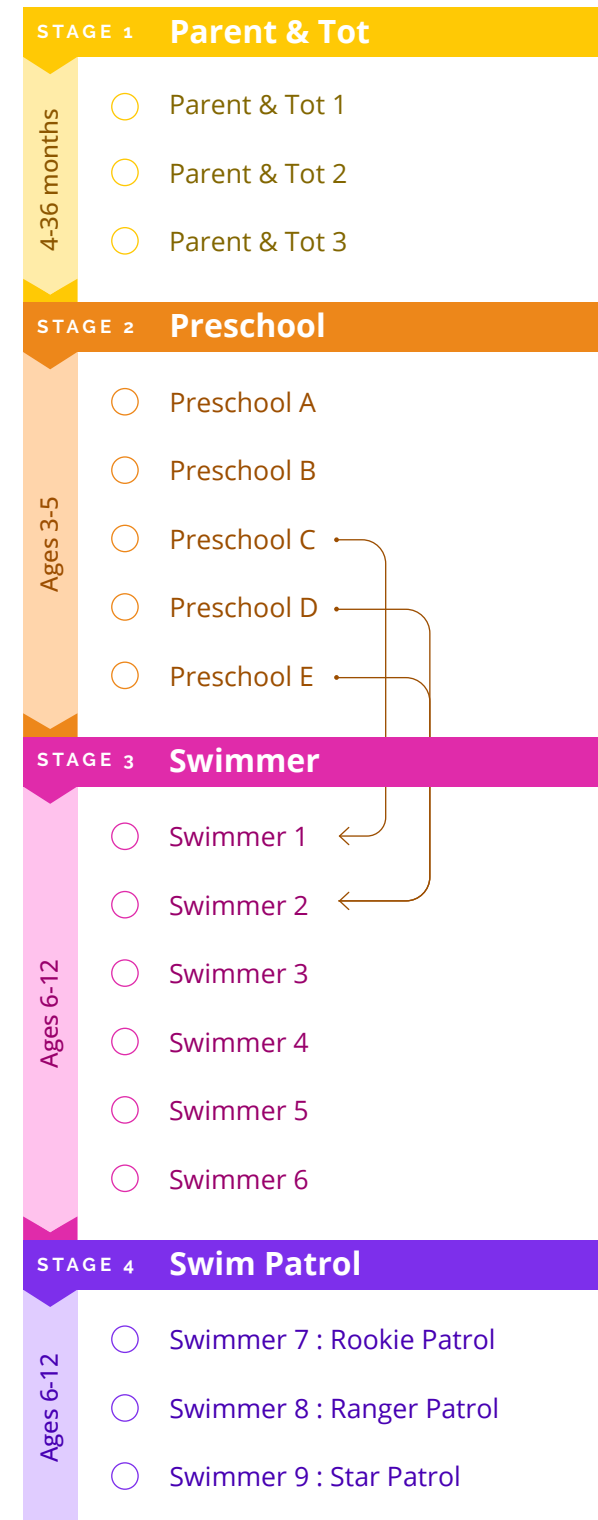 STAGE 1 Parent & Tot
4-36 months
Parent & Tot 1
Parent & Tot 2
Parent & Tot 3
STAGE 2 Preschool
Ages 3-5
Preschool A
Preschool B
Preschool C
Preschool D
Preschool E
STAGE 3 Swimmer
Ages 6-12
Swimmer 1
Swimmer 2
Swimmer 3
Swimmer 4
Swimmer 5
Swimmer 6
STAGE 4 Swim Patrol
Ages 6-12
Swimmer 7 : Rookie Patrol
Swimmer 8 : Ranger Patrol
Swimmer 9 : Star Patrol